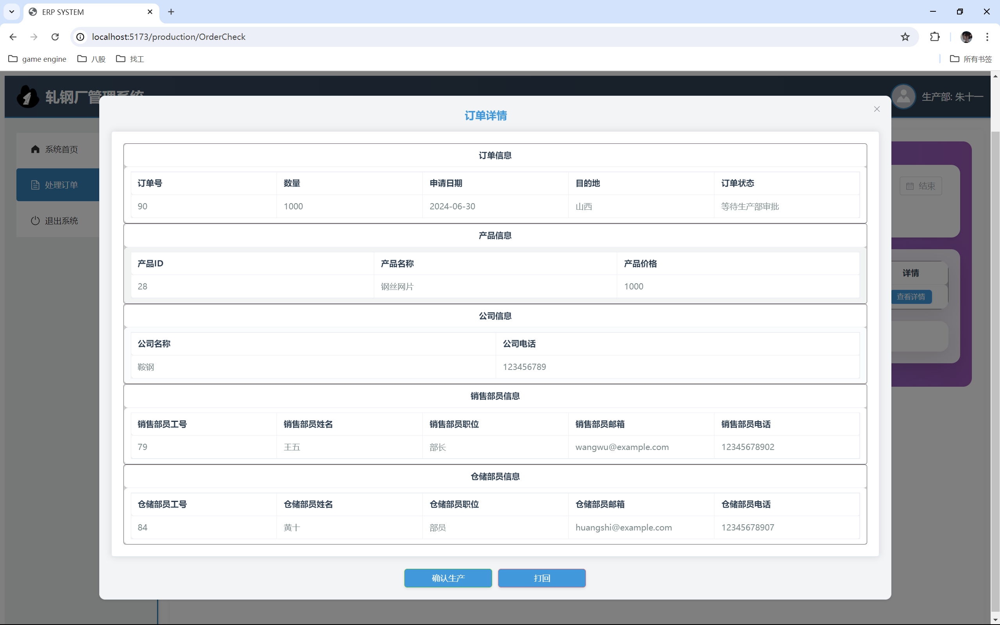 ERP SYSTEM
localhost:5173/production/OrderCheck
game engine 八股 找工 所有书签
轧钢厂管理系统
生产部: 朱十一
订单详情
系统首页
处理订单
退出系统
结束
详情
查看详情
订单信息
订单号 数量 申请日期 目的地 订单状态
90 1000 2024-06-30 山西 等待生产部审批
产品信息
产品ID 产品名称 产品价格
28 钢丝网片 1000
公司信息
公司名称 公司电话
鞍钢 123456789
销售部员信息
销售部员工号 销售部员姓名 销售部员职位 销售部员邮箱 销售部员电话
79 王五 部长 wangwu@example.com 12345678902
仓储部员信息
仓储部员工号 仓储部员姓名 仓储部员职位 仓储部员邮箱 仓储部员电话
84 黄十 部员 huangshi@example.com 12345678907
确认生产 打回